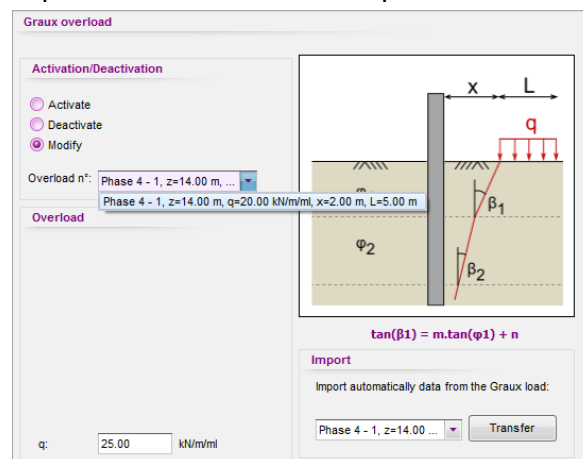 Graux overload
Activation/Deactivation
Activate
Deactivate
Modify
Overload n°: Phase 4 - 1, z=14.00 m, ...
Phase 4 - 1, z=14.00 m, q=20.00 kN/m/ml, x=2.00 m, L=5.00 m
Overload
q: 25.00 kN/m/ml
x L
q
β1
φ2
β2
tan(β1) = m.tan(φ1) + n
Import
Import automatically data from the Graux load:
Phase 4 - 1, z=14.00 ... Transfer